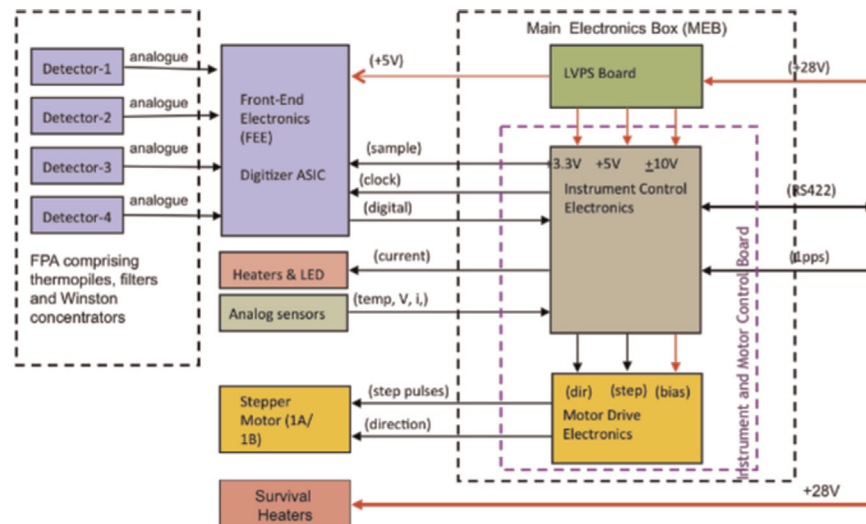 Main Electronics Box (MEB)
Detector-1
analogue
Detector-2
analogue
Detector-3
analogue
Detector-4
analogue
FPA comprising
thermopiles, filters
and Winston
concentrators
Front-End
Electronics
(FEE)
Digitizer ASIC
(+5V)
LVPS Board
(+28V)
(sample)
(clock)
(digital)
+3.3V +5V ±10V
Instrument Control
Electronics
(RS422)
(1pps)
Heaters & LED
(current)
Analog sensors
(temp, V, i,)
Instrument and Motor Control Board
Stepper
Motor (1A/
1B)
(step pulses)
(direction)
(dir) (step) (bias)
Motor Drive
Electronics
Survival
Heaters
+28V